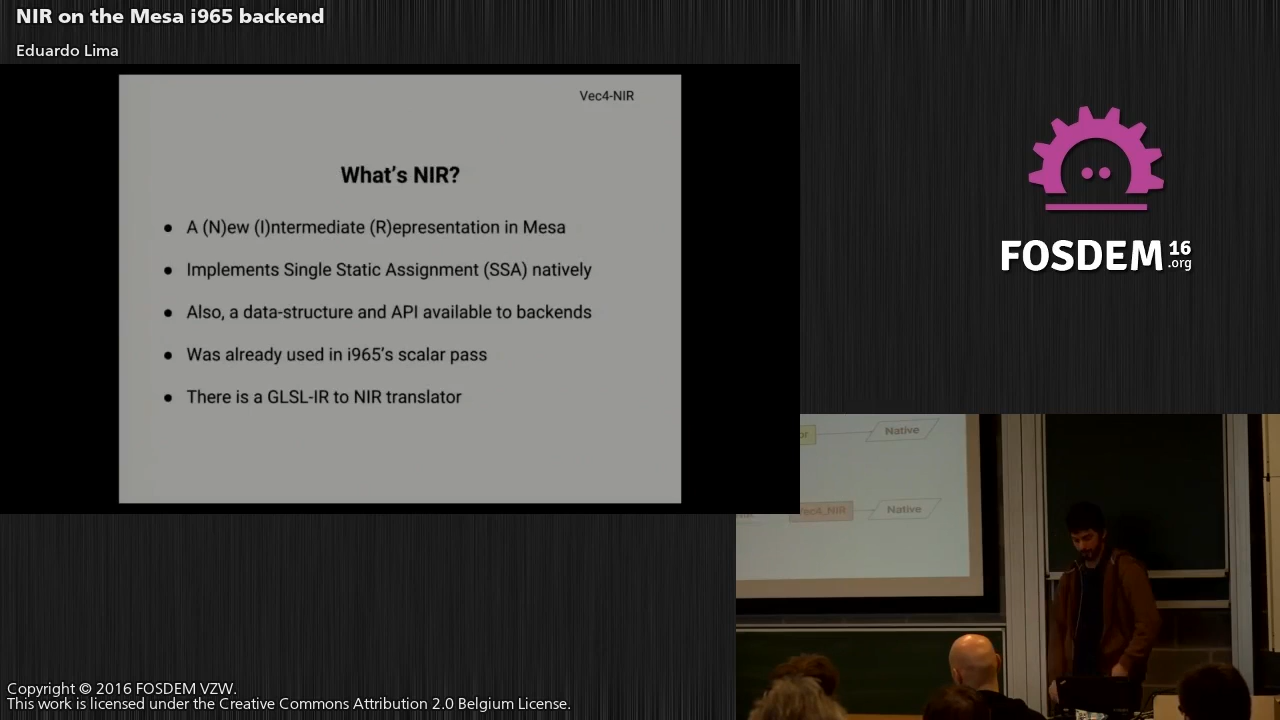 NIR on the Mesa i965 backend
Eduardo Lima
Vec4-NIR
What's NIR?
● A (N)ew (I)ntermediate (R)epresentation in Mesa
● Implements Single Static Assignment (SSA) natively
● Also, a data-structure and API available to backends
● Was already used in i965's scalar pass
● There is a GLSL-IR to NIR translator
FOSDEM 16
.org
Native
Native
Copyright © 2016 FOSDEM VZW.
This work is licensed under the Creative Commons Attribution 2.0 Belgium License.